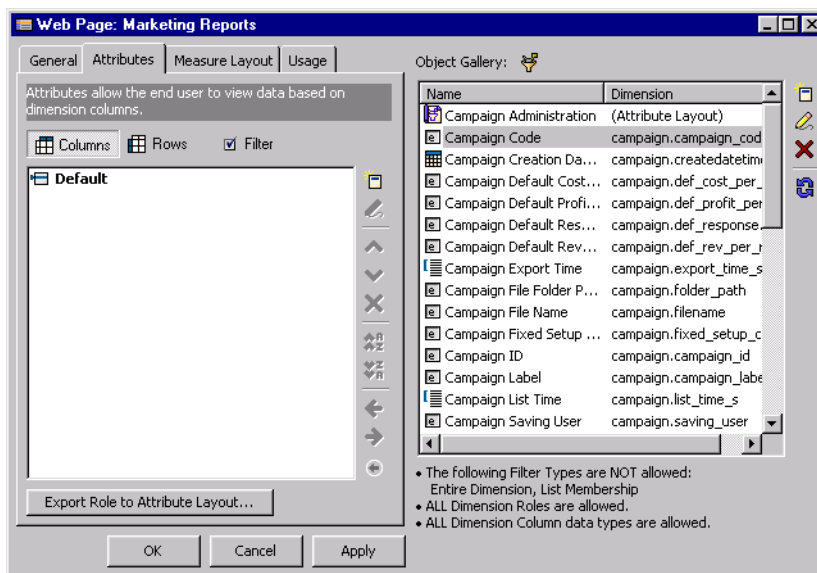 Web Page: Marketing Reports
General Attributes Measure Layout Usage
Attributes allow the end user to view data based on
dimension columns.
Columns Rows Filter
Default
Export Role to Attribute Layout...
OK Cancel Apply
Object Gallery:
Name Dimension
Campaign Administration (Attribute Layout)
Campaign Code campaign.campaign_cod
Campaign Creation Da... campaign.createdatetim
Campaign Default Cost... campaign.def_cost_per_
Campaign Default Profi... campaign.def_profit_per
Campaign Default Res... campaign.def_response.
Campaign Default Rev... campaign.def_rev_per_r
Campaign Export Time campaign.export_time_s
Campaign File Folder P... campaign.folder_path
Campaign File Name campaign.filename
Campaign Fixed Setup ... campaign.fixed_setup_c
Campaign ID campaign.campaign_id
Campaign Label campaign.campaign_labe
Campaign List Time campaign.list_time_s
Campaign Saving User campaign.saving_user
• The following Filter Types are NOT allowed:
Entire Dimension, List Membership
• ALL Dimension Roles are allowed.
• ALL Dimension Column data types are allowed.